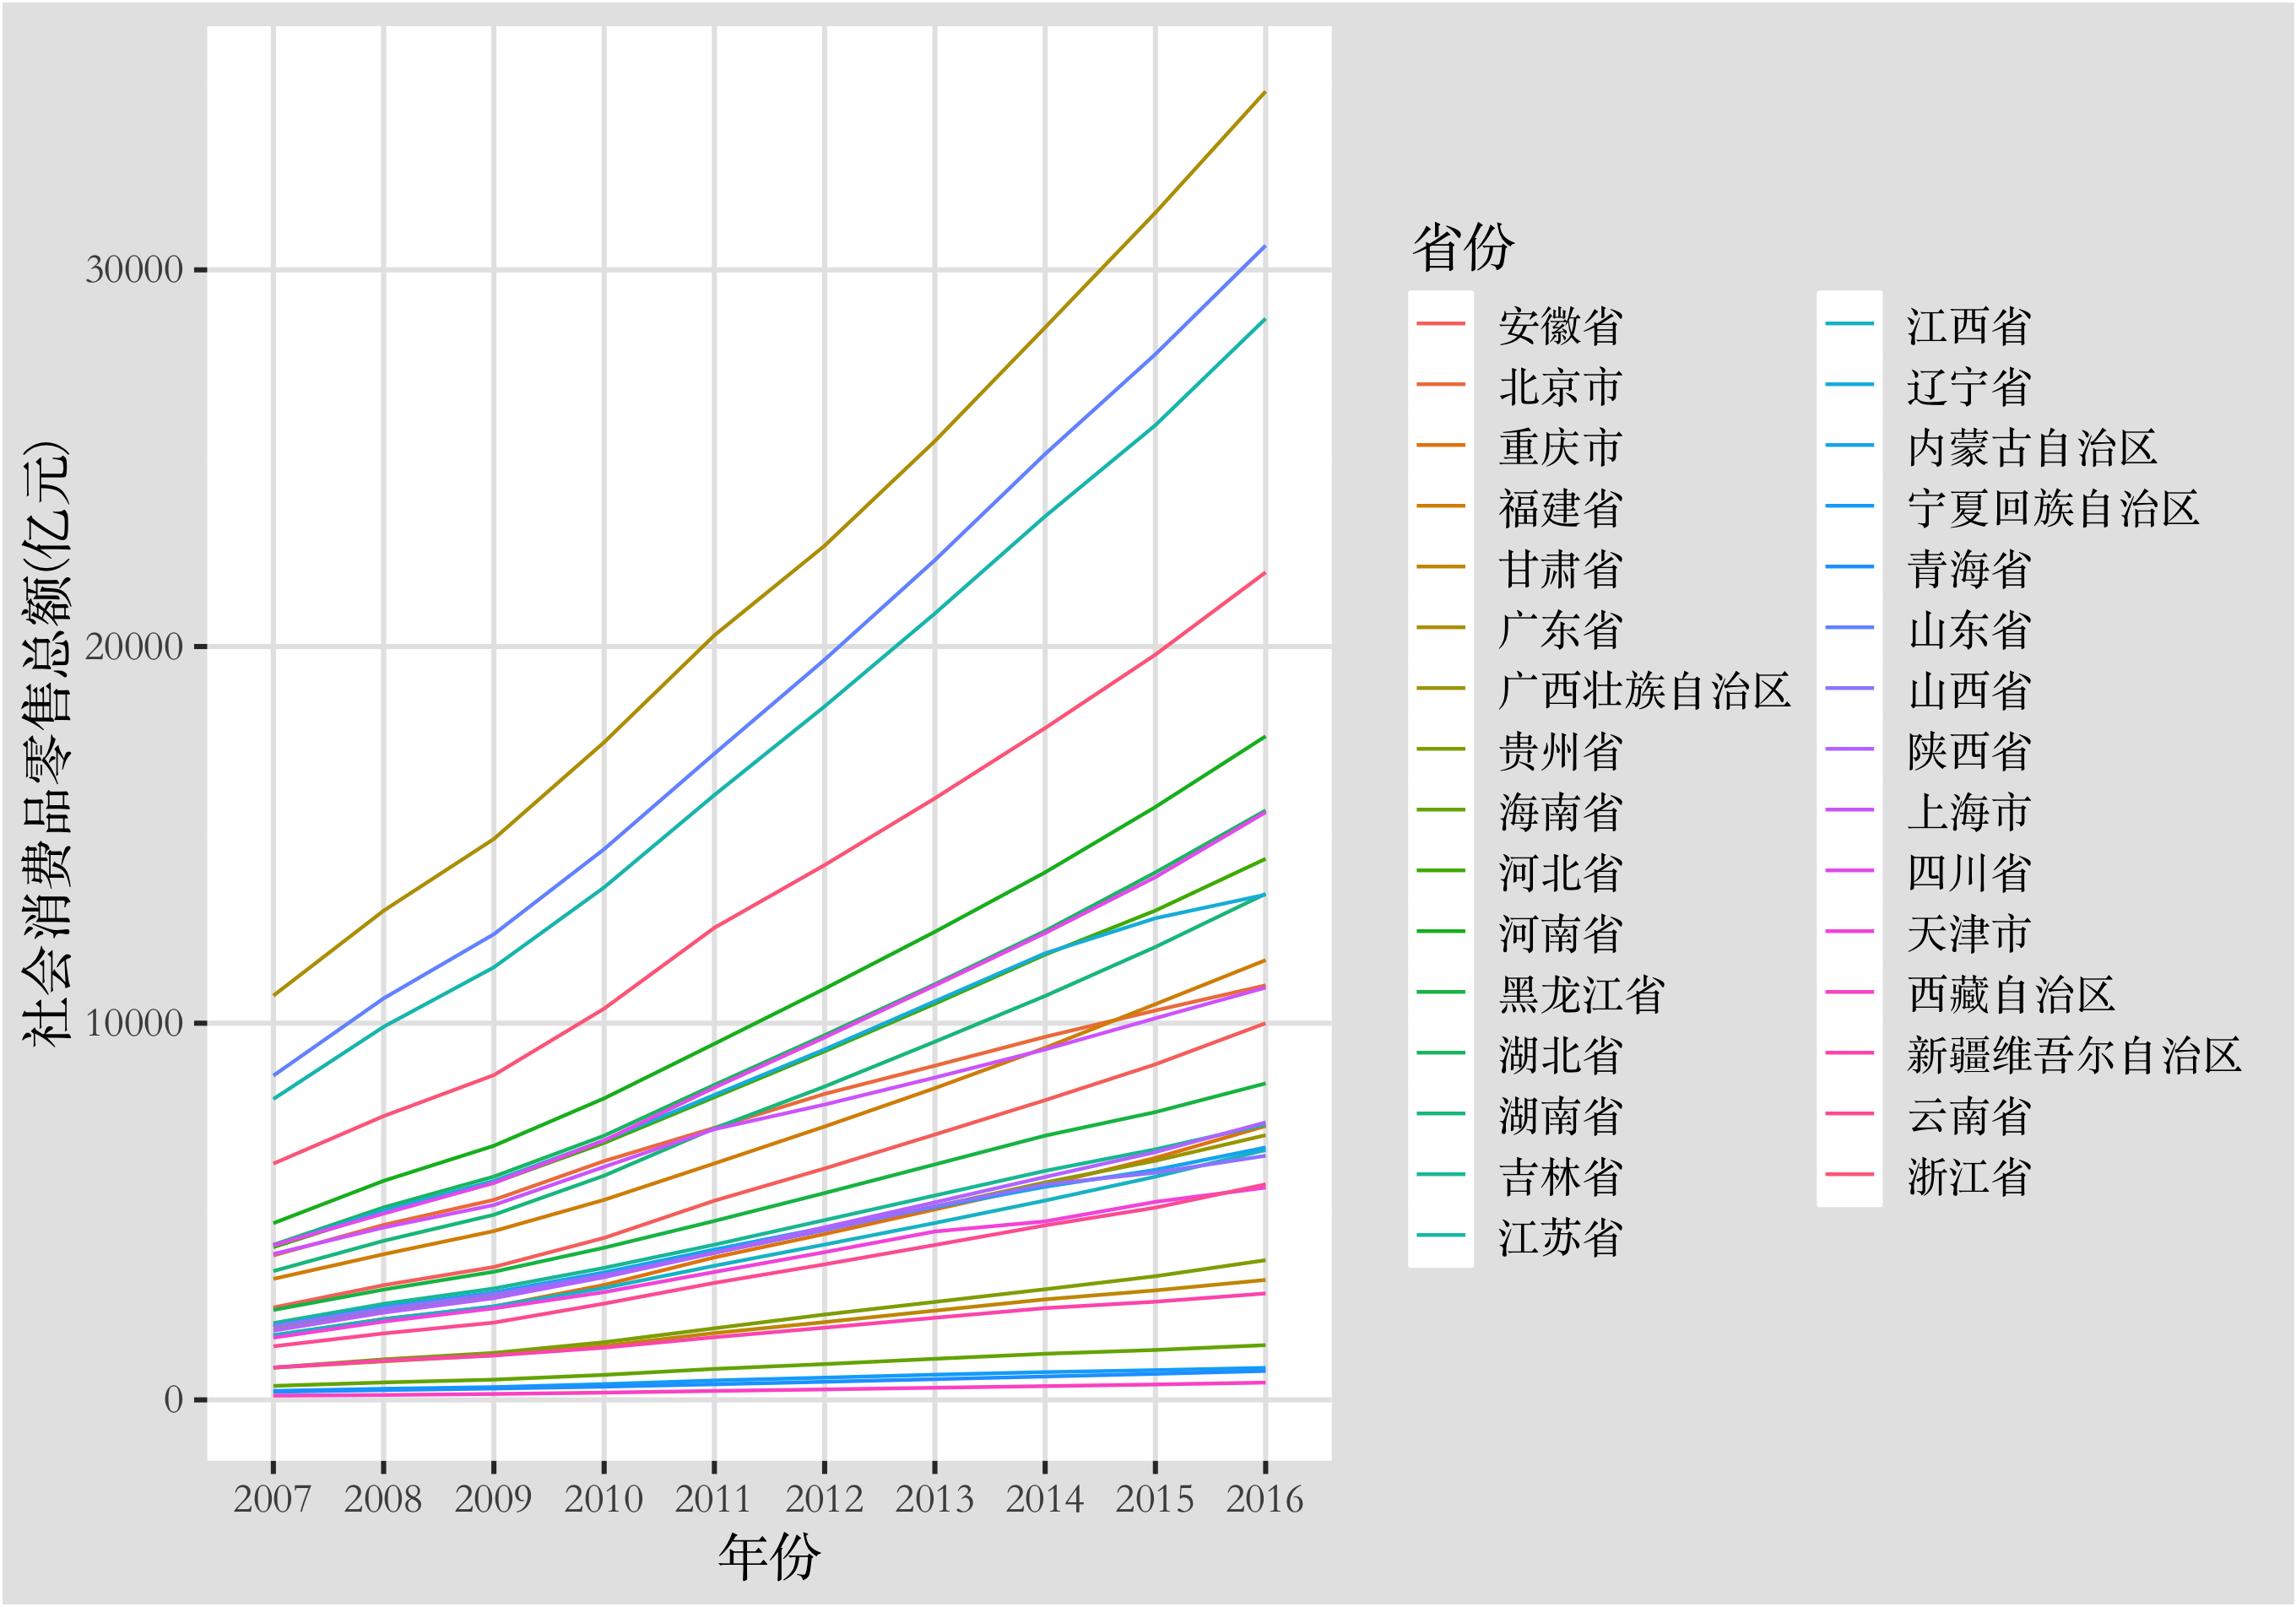 社会消费品零售总额(亿元)
30000
20000
10000
0
2007 2008 2009 2010 2011 2012 2013 2014 2015 2016
年份
省份
安徽省
北京市
重庆市
福建省
甘肃省
广东省
广西壮族自治区
贵州省
海南省
河北省
河南省
黑龙江省
湖北省
湖南省
吉林省
江苏省
江西省
辽宁省
内蒙古自治区
宁夏回族自治区
青海省
山东省
山西省
陕西省
上海市
四川省
天津市
西藏自治区
新疆维吾尔自治区
云南省
浙江省